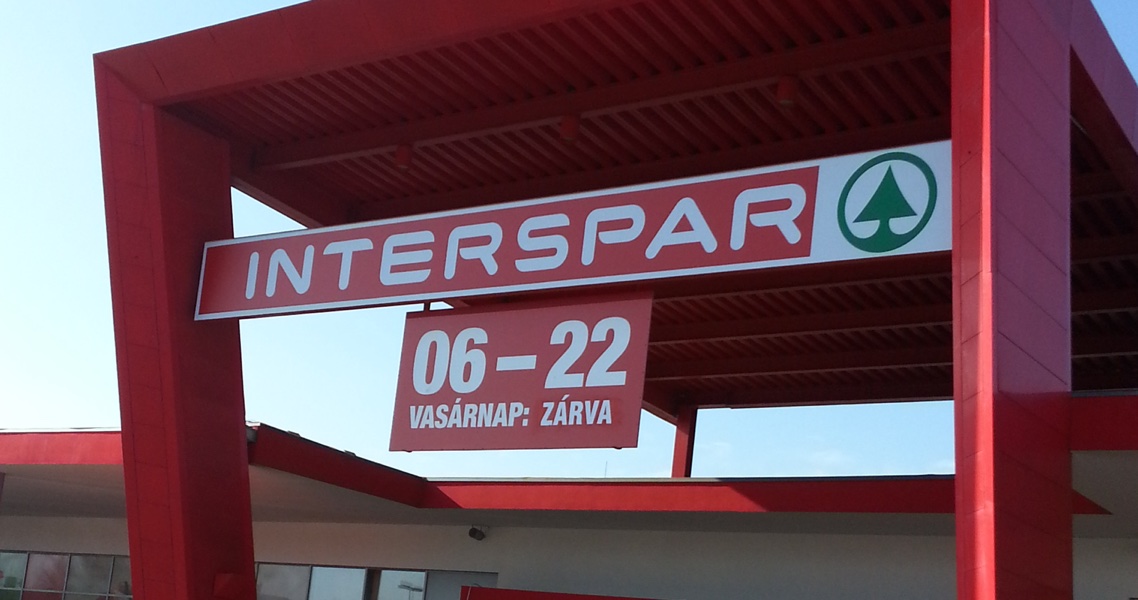 INTERSPAR
06 – 22
VASÁRNAP: ZÁRVA